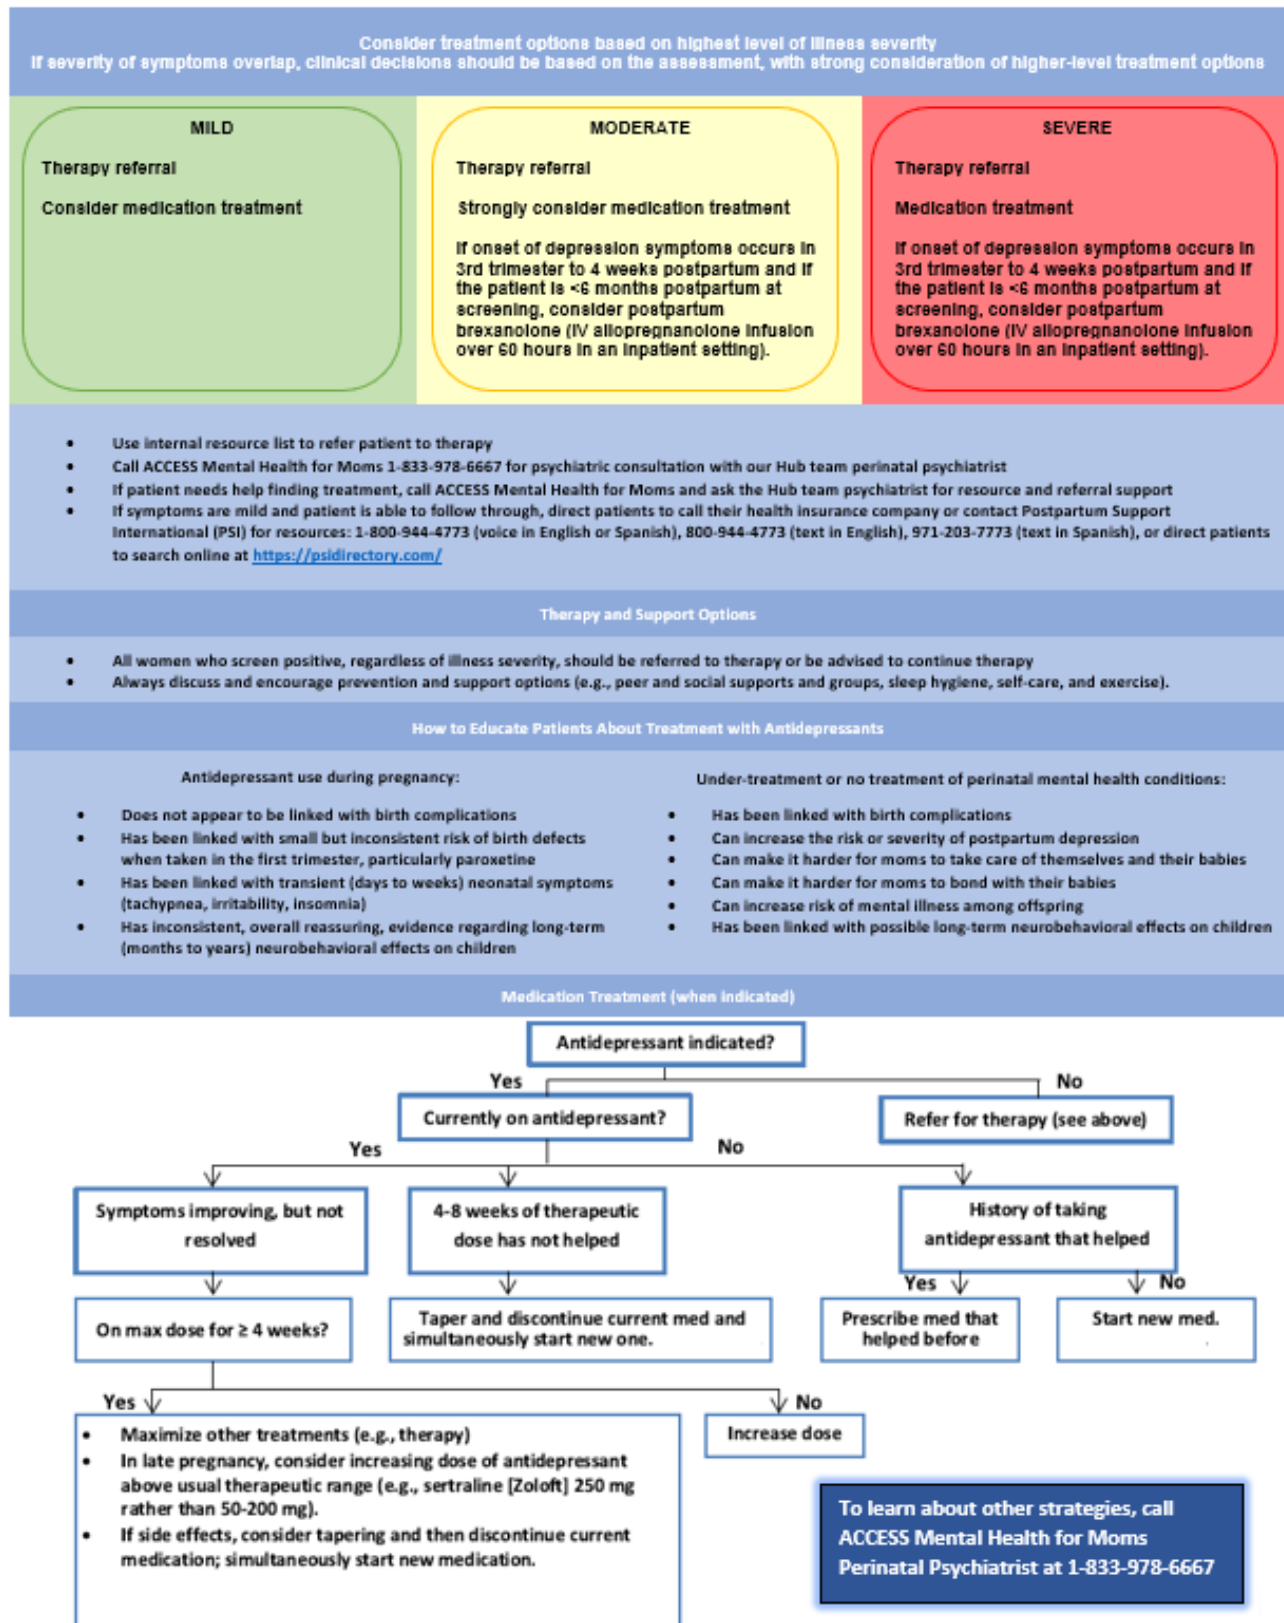 Consider treatment options based on highest level of illness severity
If severity of symptoms overlap, clinical decisions should be based on the assessment, with strong consideration of higher-level treatment options
MILD
Therapy referral
Consider medication treatment
MODERATE
Therapy referral
Strongly consider medication treatment
If onset of depression symptoms occurs in
3rd trimester to 4 weeks postpartum and if
the patient is <6 months postpartum at
screening, consider postpartum
brexanolone (IV allopregnanolone infusion
over 60 hours in an inpatient setting).
SEVERE
Therapy referral
Medication treatment
If onset of depression symptoms occurs in
3rd trimester to 4 weeks postpartum and if
the patient is <6 months postpartum at
screening, consider postpartum
brexanolone (IV allopregnanolone infusion
over 60 hours in an inpatient setting).
• Use internal resource list to refer patient to therapy
• Call ACCESS Mental Health for Moms 1-833-978-6667 for psychiatric consultation with our Hub team perinatal psychiatrist
• If patient needs help finding treatment, call ACCESS Mental Health for Moms and ask the Hub team psychiatrist for resource and referral support
• If symptoms are mild and patient is able to follow through, direct patients to call their health insurance company or contact Postpartum Support
International (PSI) for resources: 1-800-944-4773 (voice in English or Spanish), 800-944-4773 (text in English), 971-203-7773 (text in Spanish), or direct patients
to search online at https://psidirectory.com/
Therapy and Support Options
• All women who screen positive, regardless of illness severity, should be referred to therapy or be advised to continue therapy
• Always discuss and encourage prevention and support options (e.g., peer and social supports and groups, sleep hygiene, self-care, and exercise).
How to Educate Patients About Treatment with Antidepressants
Antidepressant use during pregnancy:
• Does not appear to be linked with birth complications
• Has been linked with small but inconsistent risk of birth defects
when taken in the first trimester, particularly paroxetine
• Has been linked with transient (days to weeks) neonatal symptoms
(tachypnea, irritability, insomnia)
• Has inconsistent, overall reassuring, evidence regarding long-term
(months to years) neurobehavioral effects on children
Under-treatment or no treatment of perinatal mental health conditions:
• Has been linked with birth complications
• Can increase the risk or severity of postpartum depression
• Can make it harder for moms to take care of themselves and their babies
• Can make it harder for moms to bond with their babies
• Can increase risk of mental illness among offspring
• Has been linked with possible long-term neurobehavioral effects on children
Medication Treatment (when indicated)
Antidepressant indicated?
Yes
No
Currently on antidepressant?
Refer for therapy (see above)
Yes
No
Symptoms improving, but not
resolved
4-8 weeks of therapeutic
dose has not helped
History of taking
antidepressant that helped
Yes
No
On max dose for ≥ 4 weeks?
Taper and discontinue current med and
simultaneously start new one.
Prescribe med that
helped before
Start new med.
Yes
No
• Maximize other treatments (e.g., therapy)
• In late pregnancy, consider increasing dose of antidepressant
above usual therapeutic range (e.g., sertraline [Zoloft] 250 mg
rather than 50-200 mg).
• If side effects, consider tapering and then discontinue current
medication; simultaneously start new medication.
Increase dose
To learn about other strategies, call
ACCESS Mental Health for Moms
Perinatal Psychiatrist at 1-833-978-6667